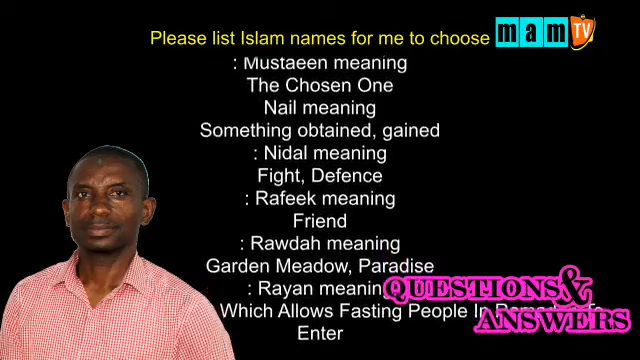 Please list Islam names for me to choose
mam TV
: Mustaeen meaning
The Chosen One
Nail meaning
Something obtained, gained
: Nidal meaning
Fight, Defence
: Rafeek meaning
Friend
: Rawdah meaning
Garden Meadow, Paradise
: Rayan meaning
Which Allows Fasting People In
Enter
QUESTIONS&
ANSWERS